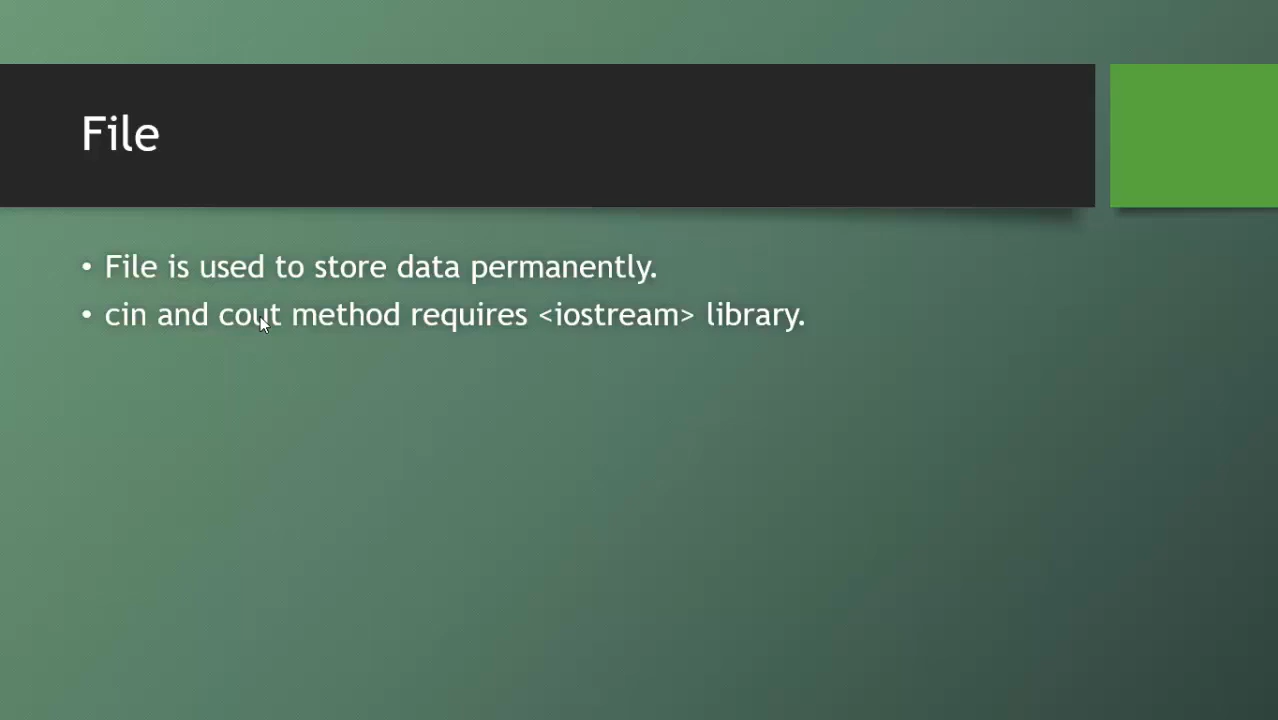 File
• File is used to store data permanently.
• cin and cout method requires <iostream> library.